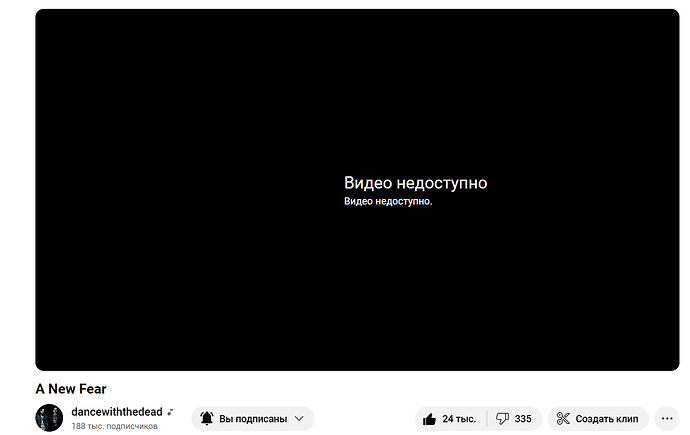 Видео недоступно
Видео недоступно.
A New Fear
dancewiththedead
188 тыс. подписчиков
Вы подписаны
24 тыс.
335
Создать клип